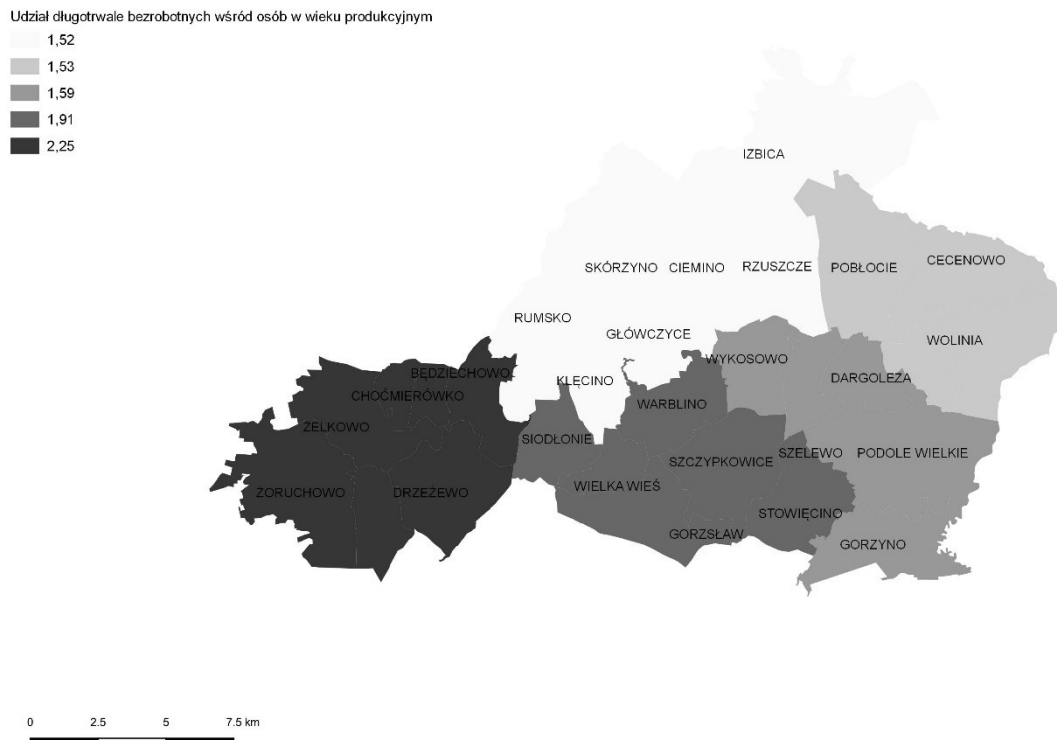 Udział długotrwale bezrobotnych wśród osób w wieku produkcyjnym
1,52
1,53
1,59
1,91
2,25
IZBICA
SKÓRZYNO
CIEMINO
RZUSZCZE
POBŁOCIE
CECENOWO
RUMSKO
GŁÓWCZYCE
WOLINIA
WYKOSOWO
BĘDZIECHOWO
KLĘCINO
DARGOLEZA
CHOĆMIERÓWKO
WARBLINO
ŻELKOWO
SIODŁONIE
SZCZYPKOWICE
SZELEWO
PODOLE WIELKIE
ŻORUCHOWO
DRZEŻEWO
WIELKA WIEŚ
STOWIĘCINO
GORZSŁAW
GORZYNO
0 2.5 5 7.5 km